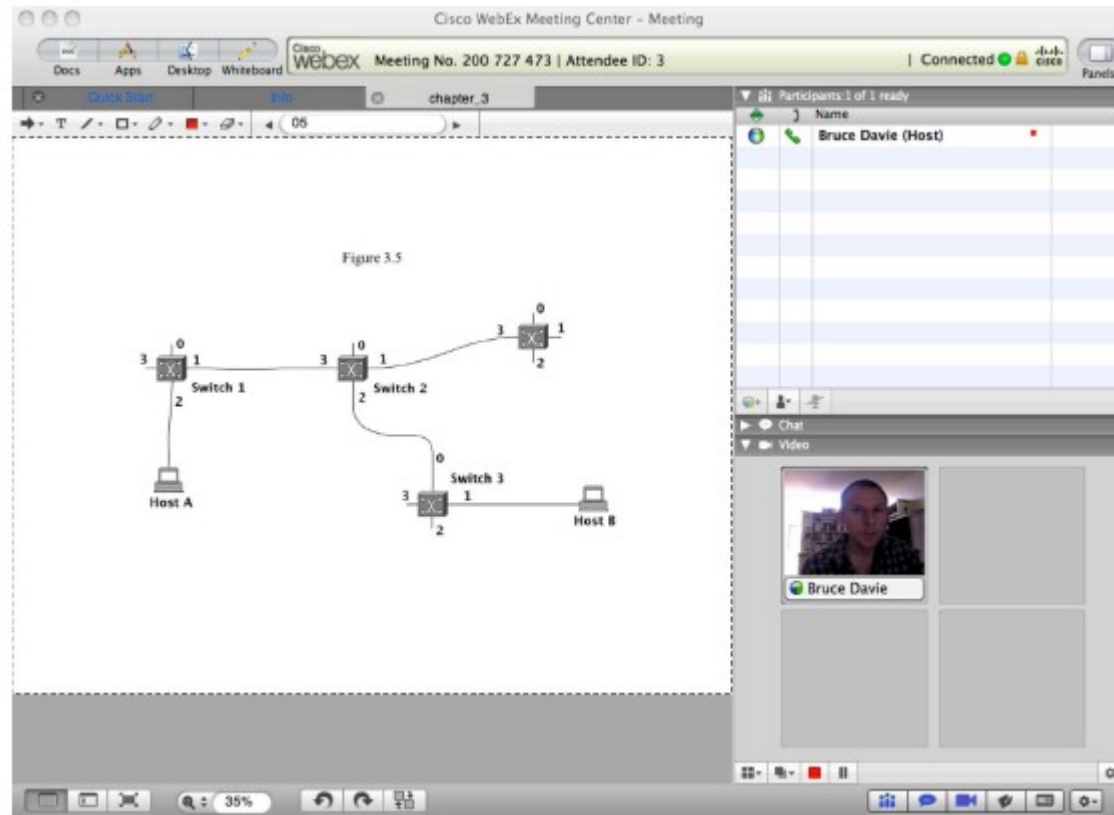 Cisco WebEx Meeting Center - Meeting
Docs Apps Desktop Whiteboard
Cisco webex Meeting No. 200 727 473 | Attendee ID: 3 | Connected cisco
Panels
Quick Start Info chapter_3
T 05
Figure 3.5
0
3 1
Switch 1
2
0
3 1
Switch 2
2
0
3 1
2
Host A
0
Switch 3
3 1
2
Host B
Participants:1 of 1 ready
Name
Bruce Davie (Host)
Chat
Video
Bruce Davie
35%